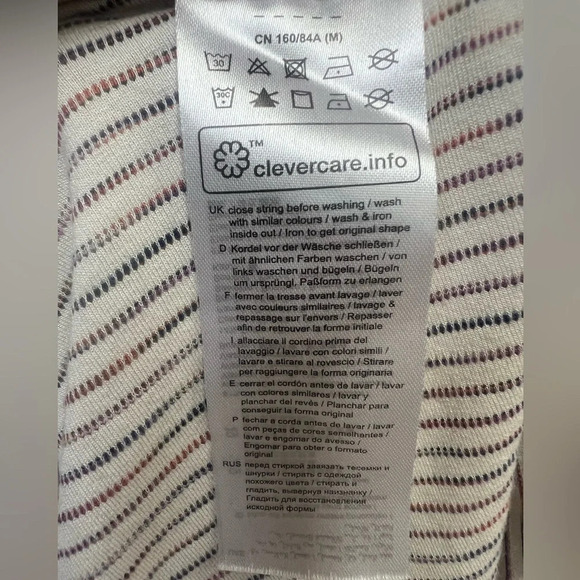 CN 160/84A (M)
30
30C
TM
clevercare.info
UK close string before washing / wash
with similar colours / wash & iron
inside out / Iron to get original shape
D Kordel vor der Wäsche schließen /
mit ähnlichen Farben waschen / von
links waschen und bügeln / Bügeln
um ursprüngl. Paßform zu erlangen
F fermer la tresse avant lavage / laver
avec couleurs similaires / lavage &
repassage sur l'envers / Repasser
afin de retrouver la forme initiale
I allacciare il cordino prima del
lavaggio / lavare con colori simili /
lavare e stirare al rovescio / Stirare
per raggiungere la forma originaria
E cerrar el cordón antes de lavar / lavar
con colores similares / lavar y
planchar del revés / Planchar para
conseguir la forma original
P fechar a corda antes de lavar / lavar
com peças de cores semelhantes /
lavar e engomar do avesso /
Engomar para obter o formato
original
RUS перед стиркой завязать тесемки и
шнурки / стирать с одеждой
похожего цвета / стирать и
гладить, вывернув наизнанку /
Гладить для восстановления
исходной формы